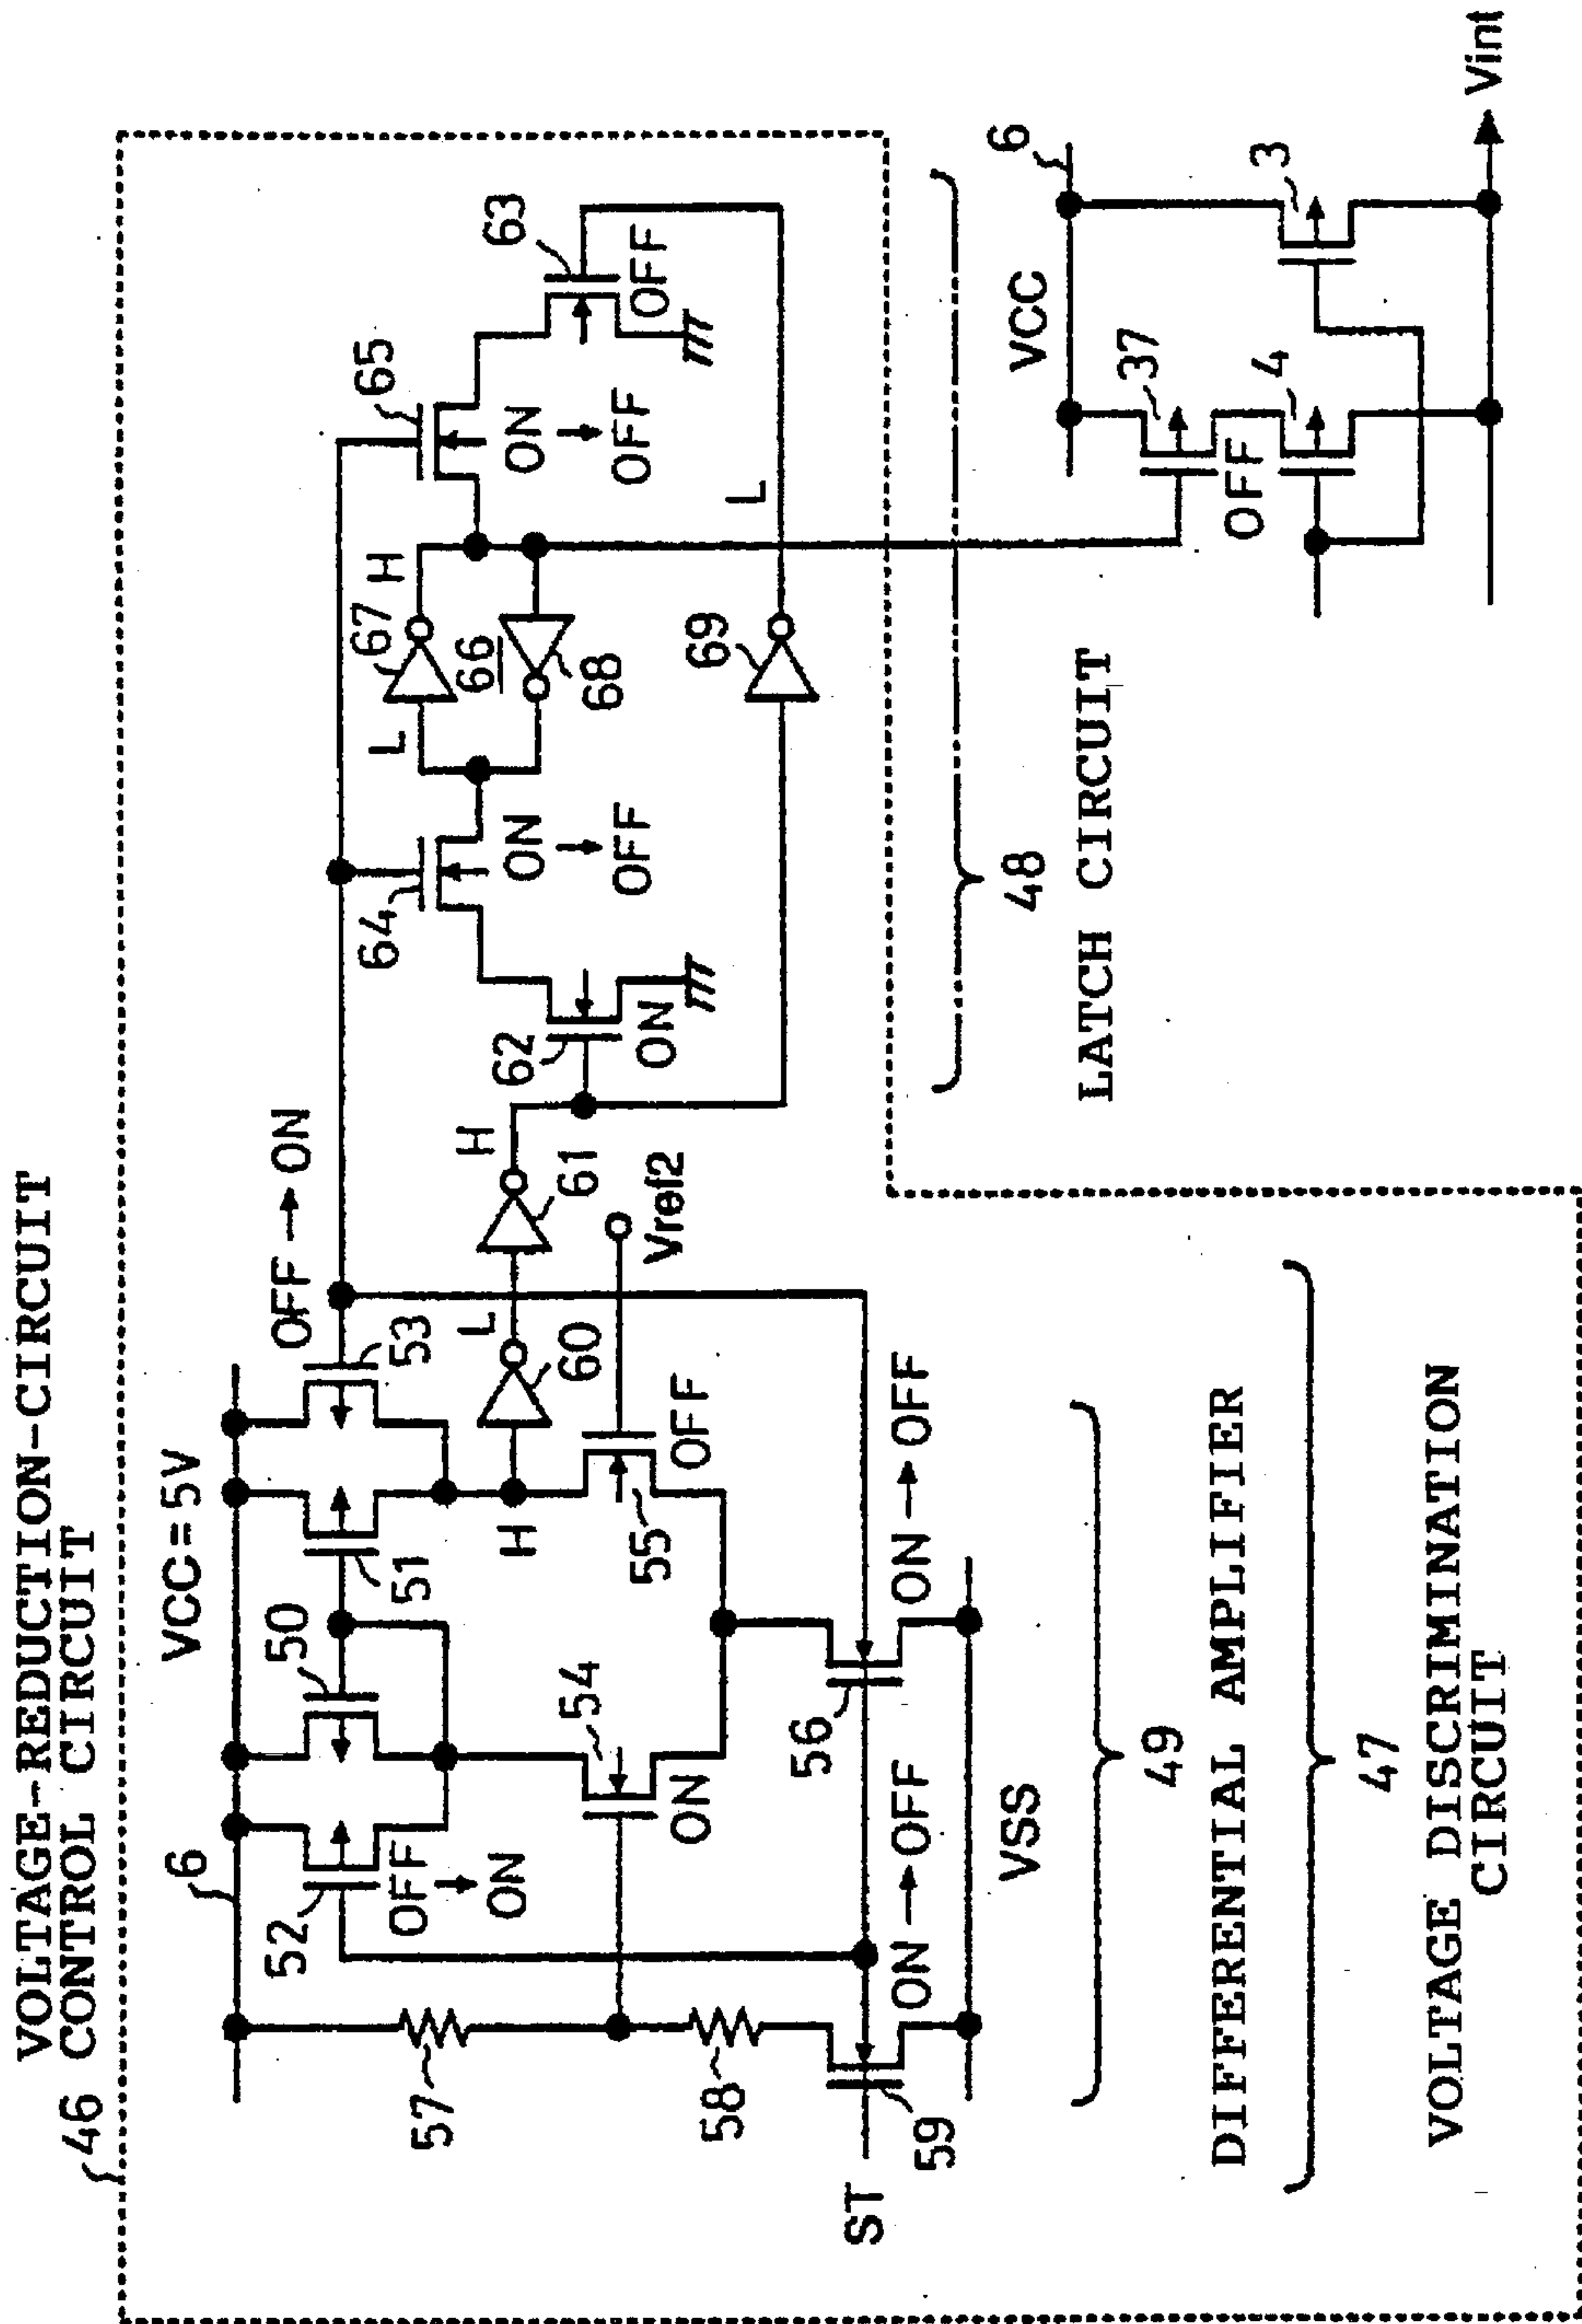 VOLTAGE-REDUCTION-CIRCUIT
46 CONTROL CIRCUIT
VCC=5V
6
OFF → ON
52
OFF
↓
ON
50
51
53
57
54
ON
H
L
60
H
61
55
OFF
Vref2
58
ST
59
ON → OFF
56
ON → OFF
VSS
62
ON
64
ON
↓
OFF
L
67
H
66
68
65
ON
↓
OFF
63
OFF
69
L
49
DIFFERENTIAL AMPLIFIER
47
VOLTAGE DISCRIMINATION
CIRCUIT
48
LATCH CIRCUIT
VCC
6
37
OFF
4
3
Vint